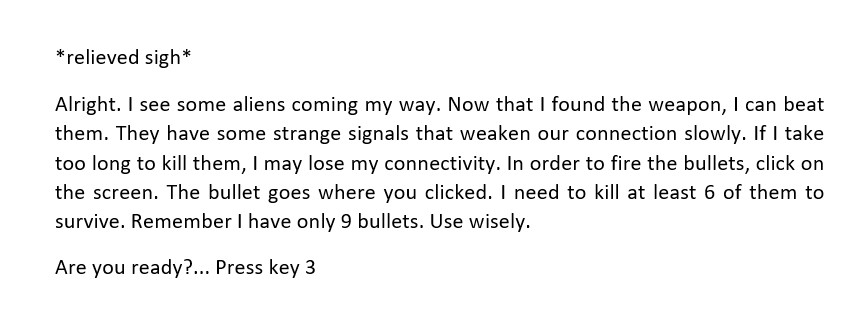 *relieved sigh*
Alright. I see some aliens coming my way. Now that I found the weapon, I can beat
them. They have some strange signals that weaken our connection slowly. If I take
too long to kill them, I may lose my connectivity. In order to fire the bullets, click on
the screen. The bullet goes where you clicked. I need to kill at least 6 of them to
survive. Remember I have only 9 bullets. Use wisely.
Are you ready?... Press key 3